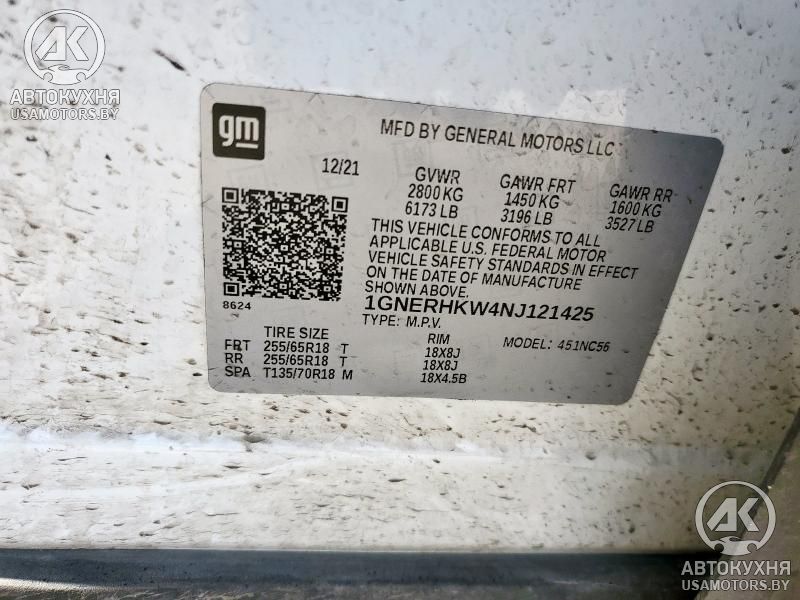 AK
АВТОКУХНЯ
USAMOTORS.BY
gm
MFD BY GENERAL MOTORS LLC
12/21
GVWR
2800 KG
6173 LB
GAWR FRT
1450 KG
3196 LB
GAWR RR
1600 KG
3527 LB
THIS VEHICLE CONFORMS TO ALL
APPLICABLE U.S. FEDERAL MOTOR
VEHICLE SAFETY STANDARDS IN EFFECT
ON THE DATE OF MANUFACTURE
SHOWN ABOVE.
8624
1GNERHKW4NJ121425
TYPE: M.P.V.
TIRE SIZE
RIM
MODEL: 451NC56
FRT 255/65R18 T 18X8J
RR 255/65R18 T 18X8J
SPA T135/70R18 M 18X4.5B
AK
АВТОКУХНЯ
USAMOTORS.BY